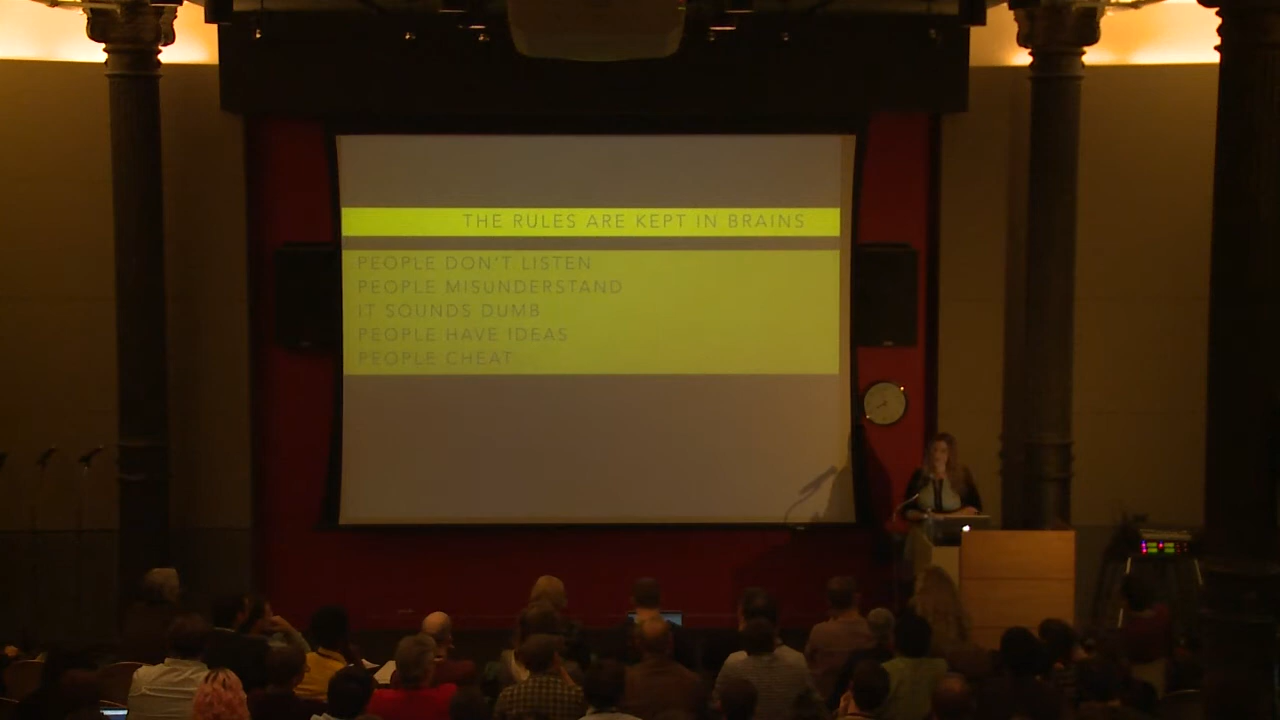 THE RULES ARE KEPT IN BRAINS
PEOPLE DON'T LISTEN
PEOPLE MISUNDERSTAND
IT SOUNDS DUMB
PEOPLE HAVE IDEAS
PEOPLE CHEAT